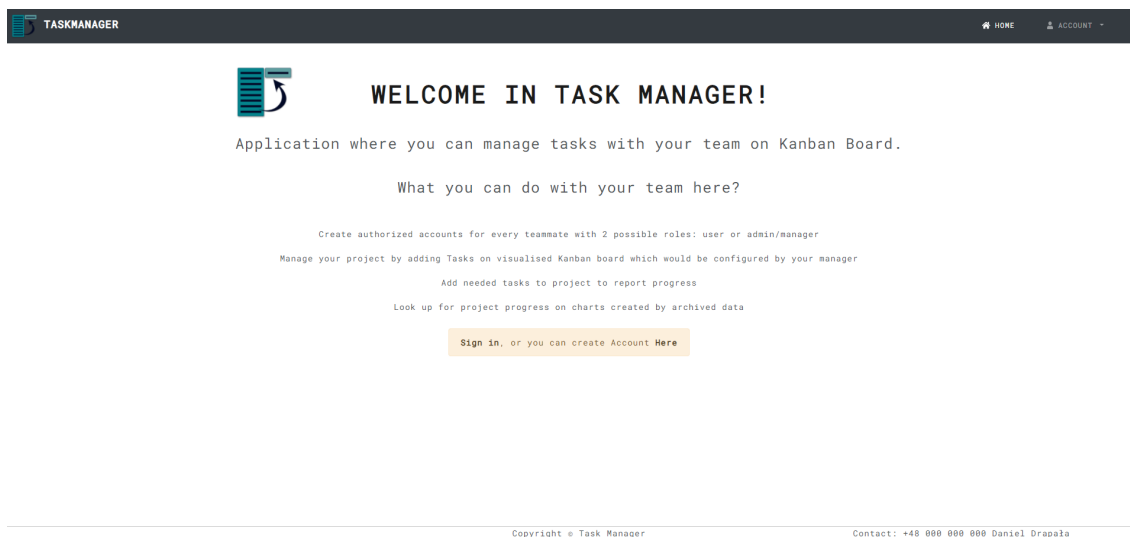 TASKMANAGER
HOME
ACCOUNT
WELCOME IN TASK MANAGER!
Application where you can manage tasks with your team on Kanban Board.
What you can do with your team here?
Create authorized accounts for every teammate with 2 possible roles: user or admin/manager
Manage your project by adding Tasks on visualised Kanban board which would be configured by your manager
Add needed tasks to project to report progress
Look up for project progress on charts created by archived data
Sign in, or you can create Account Here
Copyright © Task Manager
Contact: +48 000 000 000 Daniel Drapała